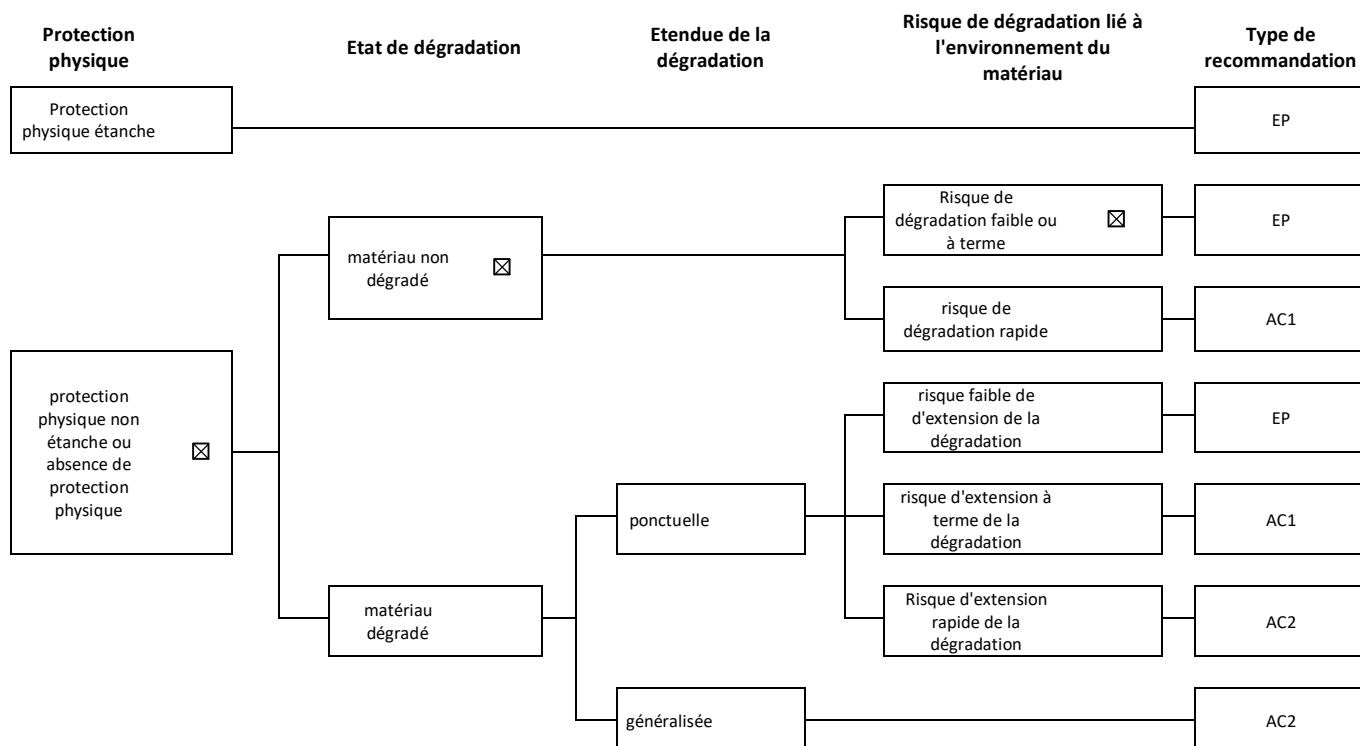 Protection
physique
Etat de dégradation
Etendue de la
dégradation
Risque de dégradation lié à
l'environnement du
matériau
Type de
recommandation
Protection
physique étanche
EP
Risque de
dégradation faible ou
à terme
EP
matériau non
dégradé
risque de
dégradation rapide
AC1
protection
physique non
étanche ou
absence de
protection
physique
risque faible de
d'extension de la
dégradation
EP
ponctuelle
risque d'extension à
terme de la
dégradation
AC1
matériau
dégradé
Risque d'extension
rapide de la
dégradation
AC2
généralisée
AC2